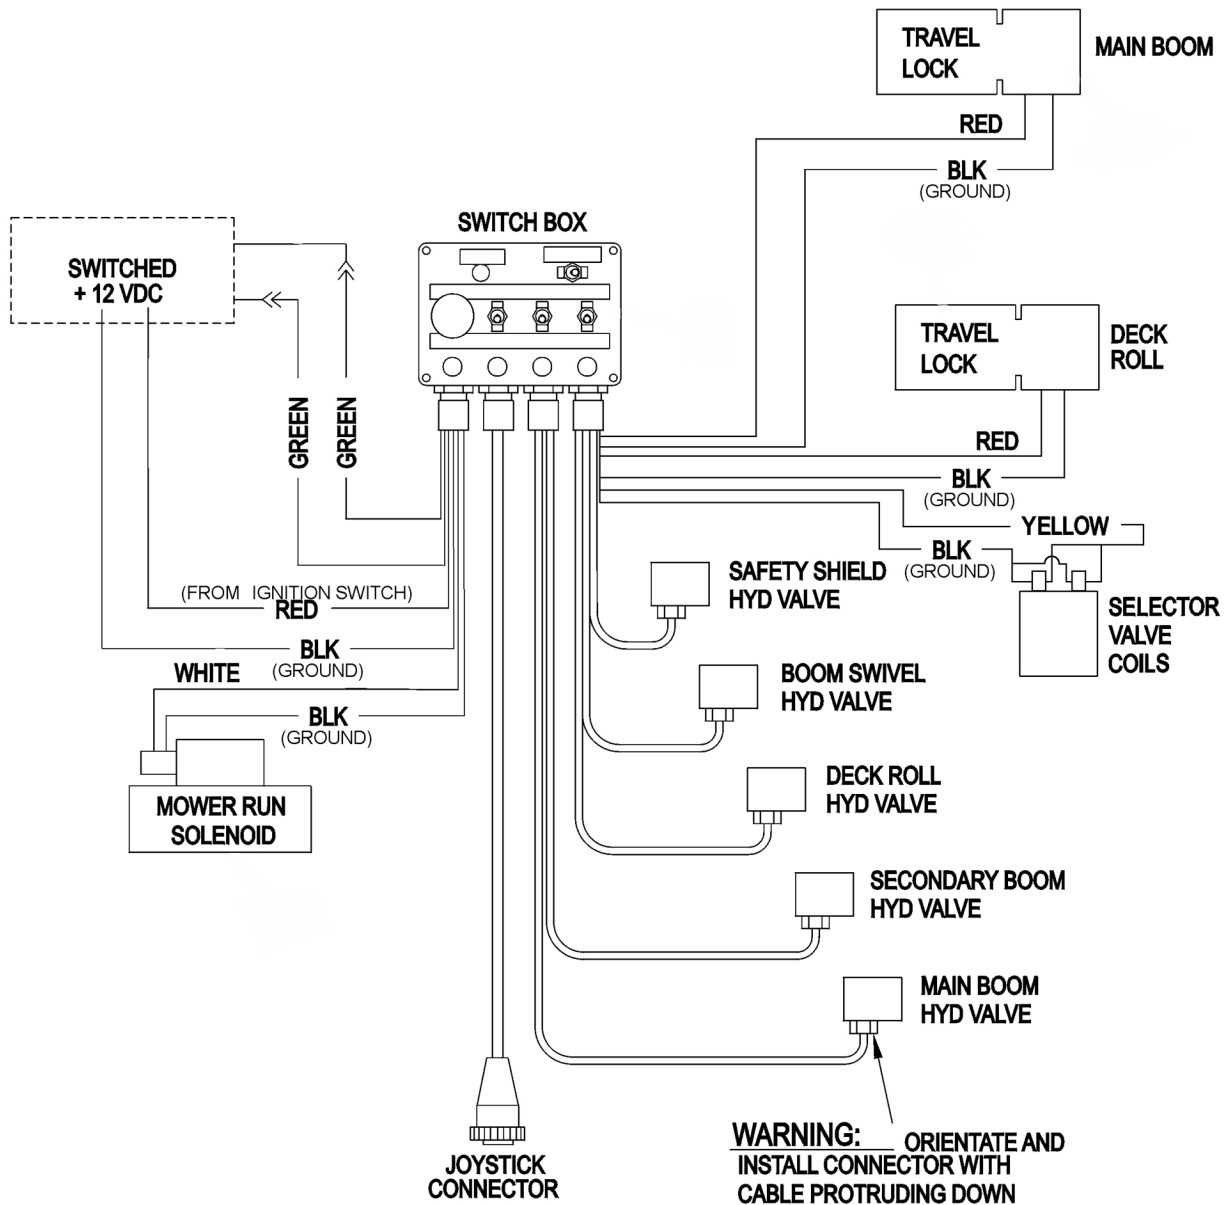 TRAVEL
LOCK
MAIN BOOM
RED
BLK
(GROUND)
SWITCH BOX
SWITCHED
+ 12 VDC
TRAVEL
LOCK
DECK
ROLL
GREEN
GREEN
RED
BLK
(GROUND)
YELLOW
BLK
(GROUND)
SAFETY SHIELD
HYD VALVE
SELECTOR
VALVE
COILS
(FROM IGNITION SWITCH)
RED
BLK
(GROUND)
WHITE
BLK
(GROUND)
BOOM SWIVEL
HYD VALVE
MOWER RUN
SOLENOID
DECK ROLL
HYD VALVE
SECONDARY BOOM
HYD VALVE
MAIN BOOM
HYD VALVE
WARNING: ORIENTATE AND
INSTALL CONNECTOR WITH
CABLE PROTRUDING DOWN
JOYSTICK
CONNECTOR